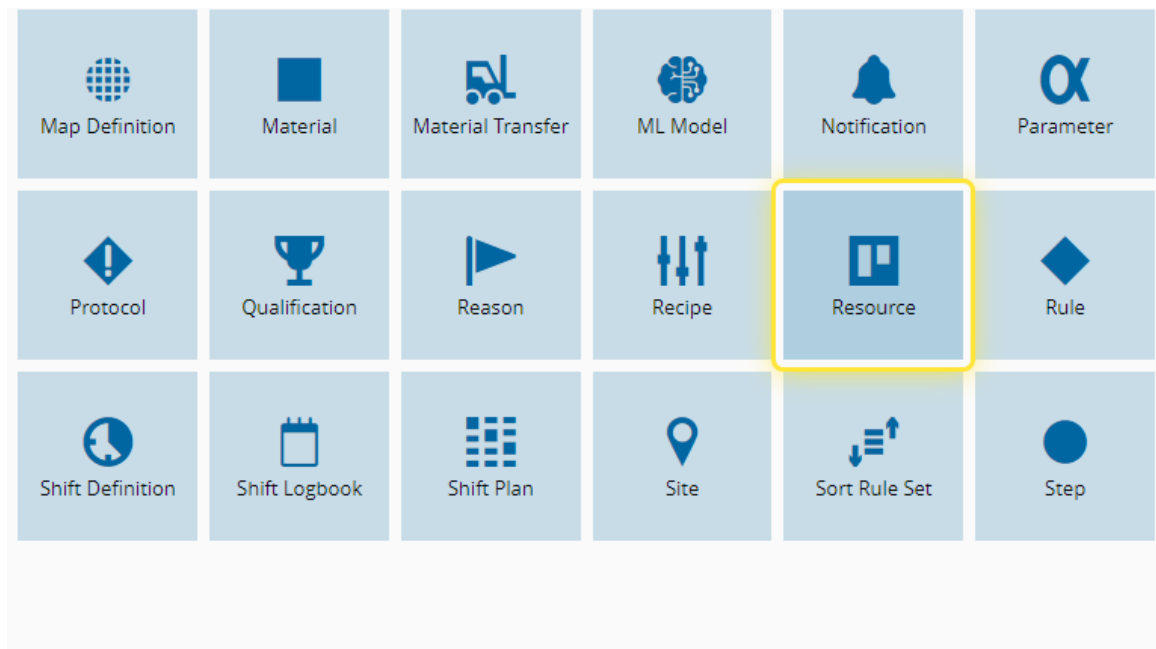 Map Definition
Material
Material Transfer
ML Model
Notification
Parameter
Protocol
Qualification
Reason
Recipe
Resource
Rule
Shift Definition
Shift Logbook
Shift Plan
Site
Sort Rule Set
Step